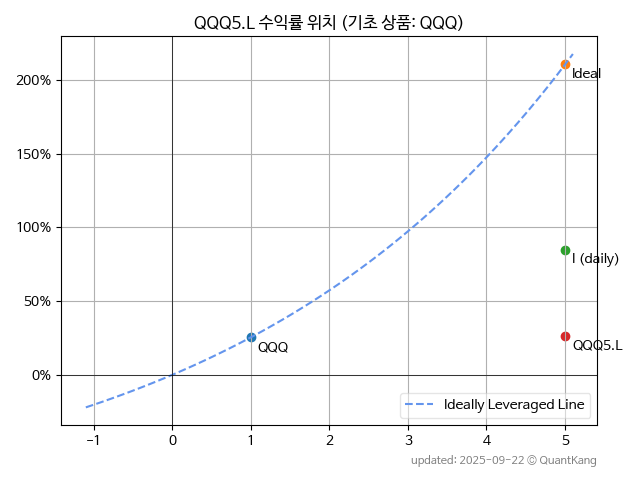 QQQ5.L 수익률 위치 (기초 상품: QQQ)
200%
150%
100%
50%
0%
Ideal
I (daily)
QQQ5.L
QQQ
Ideally Leveraged Line
−1 0 1 2 3 4 5
updated: 2025-09-22 © QuantKang